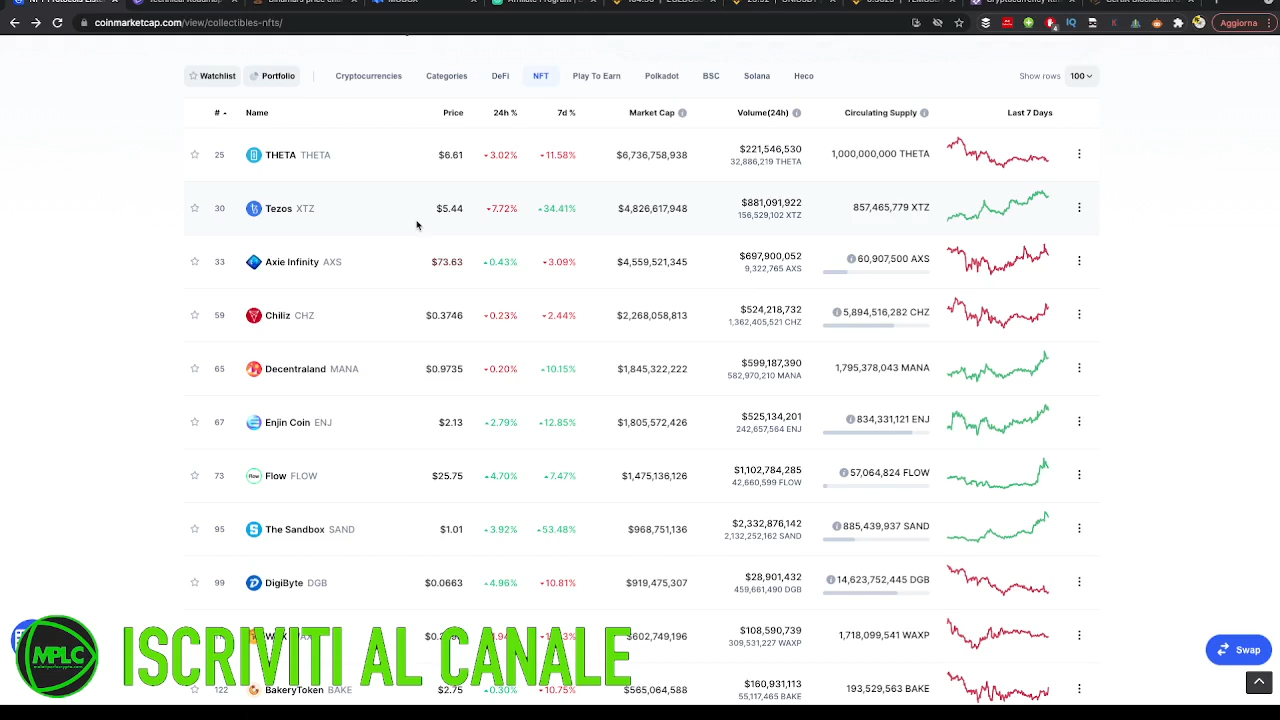 coinmarketcap.com/view/collectibles-nfts/
Aggiorna
Watchlist Portfolio Cryptocurrencies Categories DeFi NFT Play To Earn Polkadot BSC Solana Heco Show rows 100
# Name Price 24h % 7d % Market Cap Volume(24h) Circulating Supply Last 7 Days
25 THETA THETA $6.61 3.02% 11.58% $6,736,758,938 $221,546,530 1,000,000,000 THETA
32,886,219 THETA
30 Tezos XTZ $5.44 7.72% 34.41% $4,826,617,948 $881,091,922 857,465,779 XTZ
156,529,102 XTZ
33 Axie Infinity AXS $73.63 0.43% 3.09% $4,559,521,345 $697,900,052 60,907,500 AXS
9,322,765 AXS
59 Chiliz CHZ $0.3746 0.23% 2.44% $2,268,058,813 $524,218,732 5,894,516,282 CHZ
1,362,405,521 CHZ
65 Decentraland MANA $0.9735 0.20% 10.15% $1,845,322,222 $599,187,390 1,795,378,043 MANA
582,970,210 MANA
67 Enjin Coin ENJ $2.13 2.79% 12.85% $1,805,572,426 $525,134,201 834,331,121 ENJ
242,657,564 ENJ
73 Flow FLOW $25.75 4.70% 7.47% $1,475,136,126 $1,102,784,285 57,064,824 FLOW
42,660,599 FLOW
95 The Sandbox SAND $1.01 3.92% 53.48% $968,751,136 $2,332,876,142 885,439,937 SAND
2,132,252,162 SAND
99 DigiByte DGB $0.0663 4.96% 10.81% $919,475,307 $28,901,432 14,623,752,445 DGB
459,661,490 DGB
$602,749,196 $108,590,739 1,718,099,541 WAXP
309,531,227 WAXP
MPLC ISCRIVITI AL CANALE
Swap
122 BakeryToken BAKE $2.75 0.30% 10.75% $565,064,588 $160,931,113 193,529,563 BAKE
55,117,465 BAKE